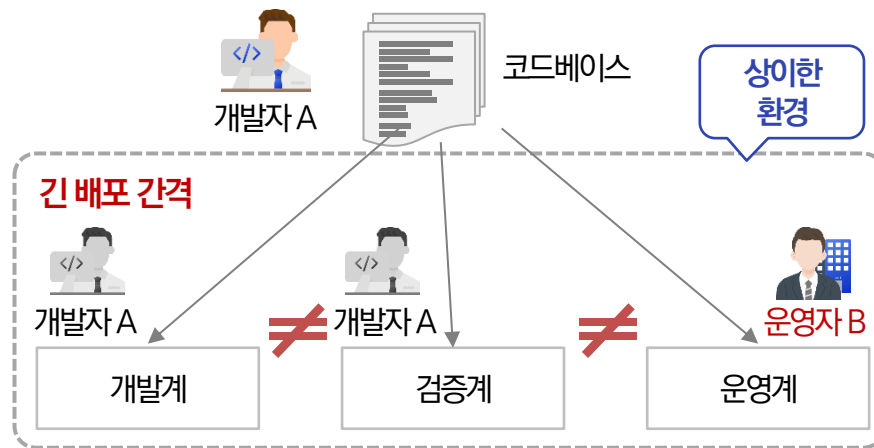 </>
개발자 A
코드베이스
상이한
환경
긴 배포 간격
</>
개발자 A
</>
개발자 A
운영자 B
≠
≠
개발계
검증계
운영계